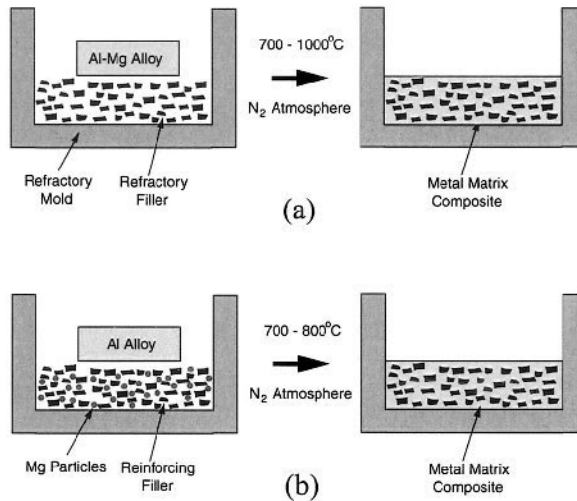 Al-Mg Alloy
700 - 1000°C
N₂ Atmosphere
Refractory
Mold
Refractory
Filler
Metal Matrix
Composite
(a)
Al Alloy
700 - 800°C
N₂ Atmosphere
Mg Particles
Reinforcing
Filler
Metal Matrix
Composite
(b)